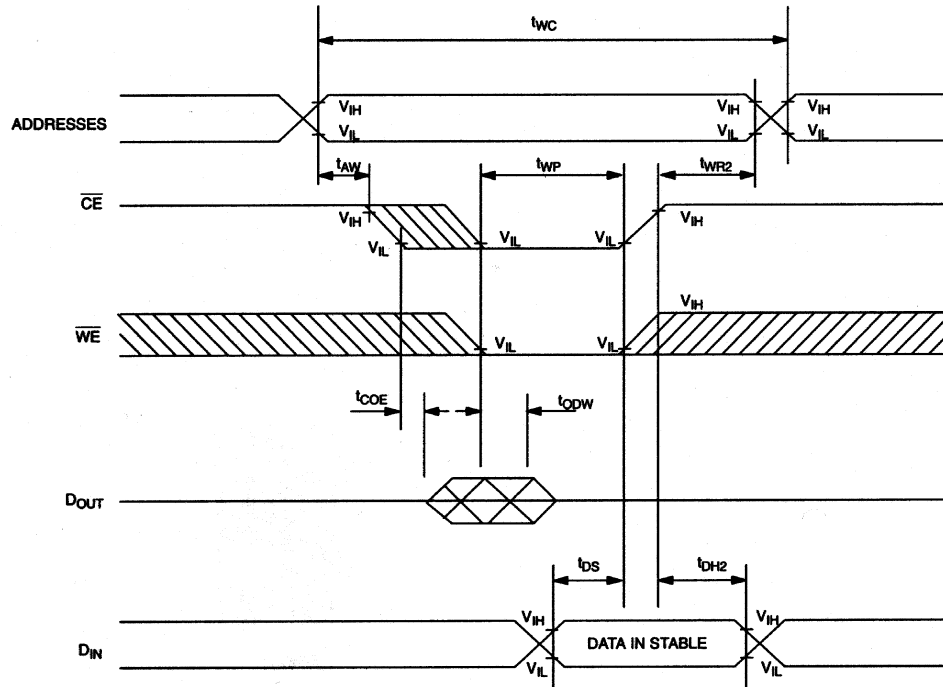 tWC
ADDRESSES
VIH
VIL
VIH
VIL
VIH
VIL
tAW
tWP
tWR2
CE
VIH
VIL
VIL
VIL
VIH
WE
VIL
VIL
VIH
tCOE
tODW
DOUT
tDS
tDH2
DIN
VIH
VIL
DATA IN STABLE
VIH
VIL